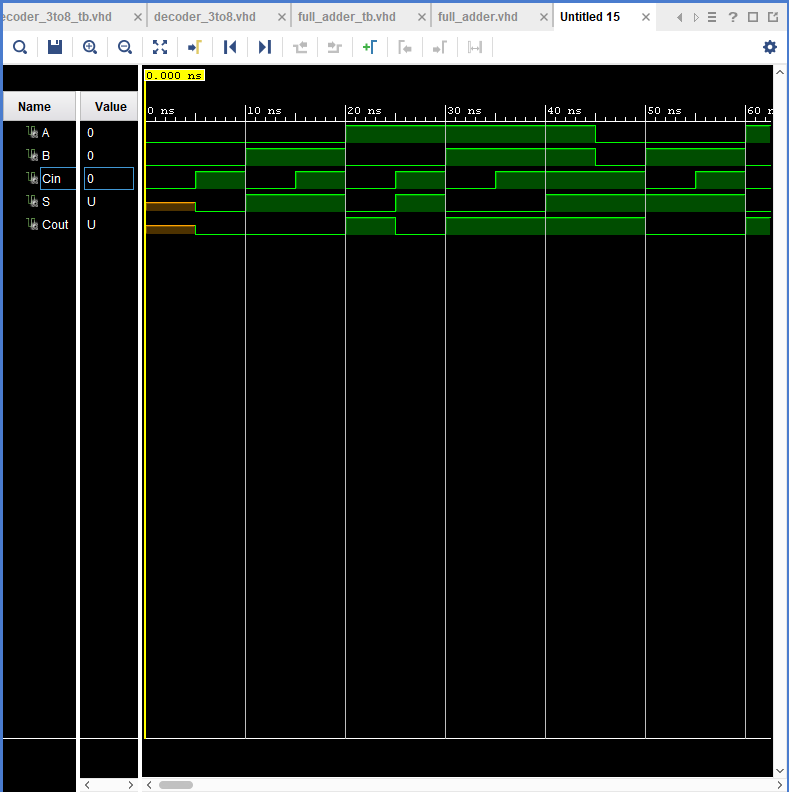 ecoder_3to8_tb.vhd decoder_3to8.vhd full_adder_tb.vhd full_adder.vhd Untitled 15
0.000 ns
Name Value
0 ns 10 ns 20 ns 30 ns 40 ns 50 ns 60 n
A 0
B 0
Cin 0
S U
Cout U